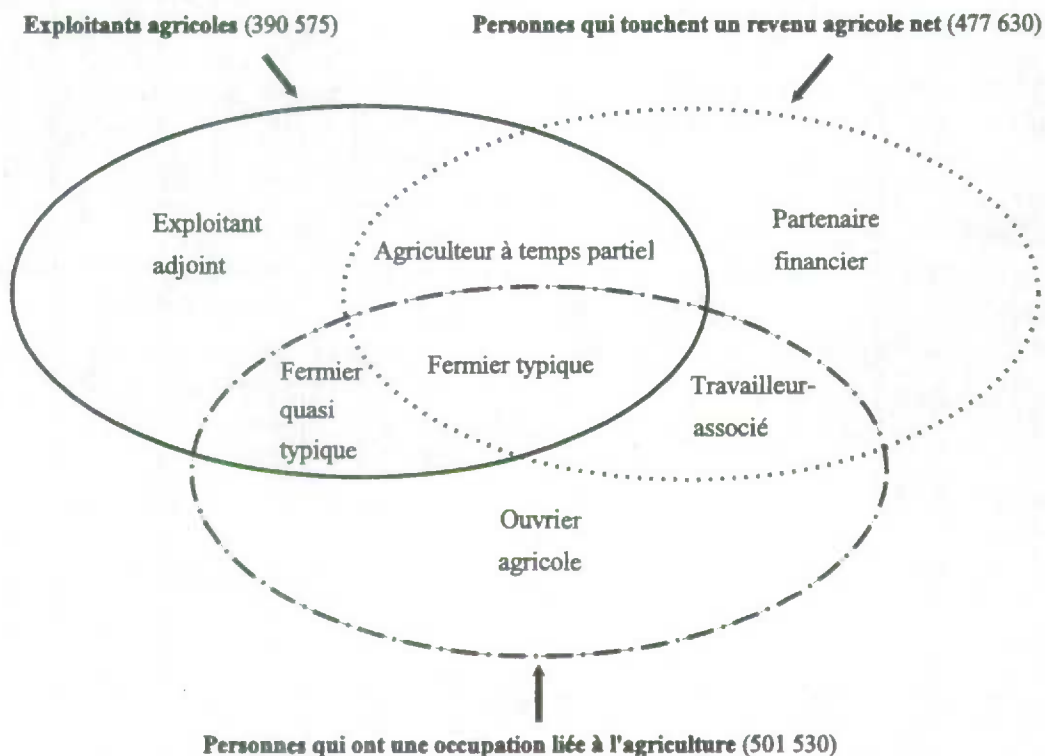 Exploitants agricoles (390 575)
Personnes qui touchent un revenu agricole net (477 630)
Exploitant
adjoint
Agriculteur à temps partiel
Partenaire
financier
Fermier
quasi
typique
Fermier typique
Travailleur-
associé
Ouvrier
agricole
Personnes qui ont une occupation liée à l'agriculture (501 530)